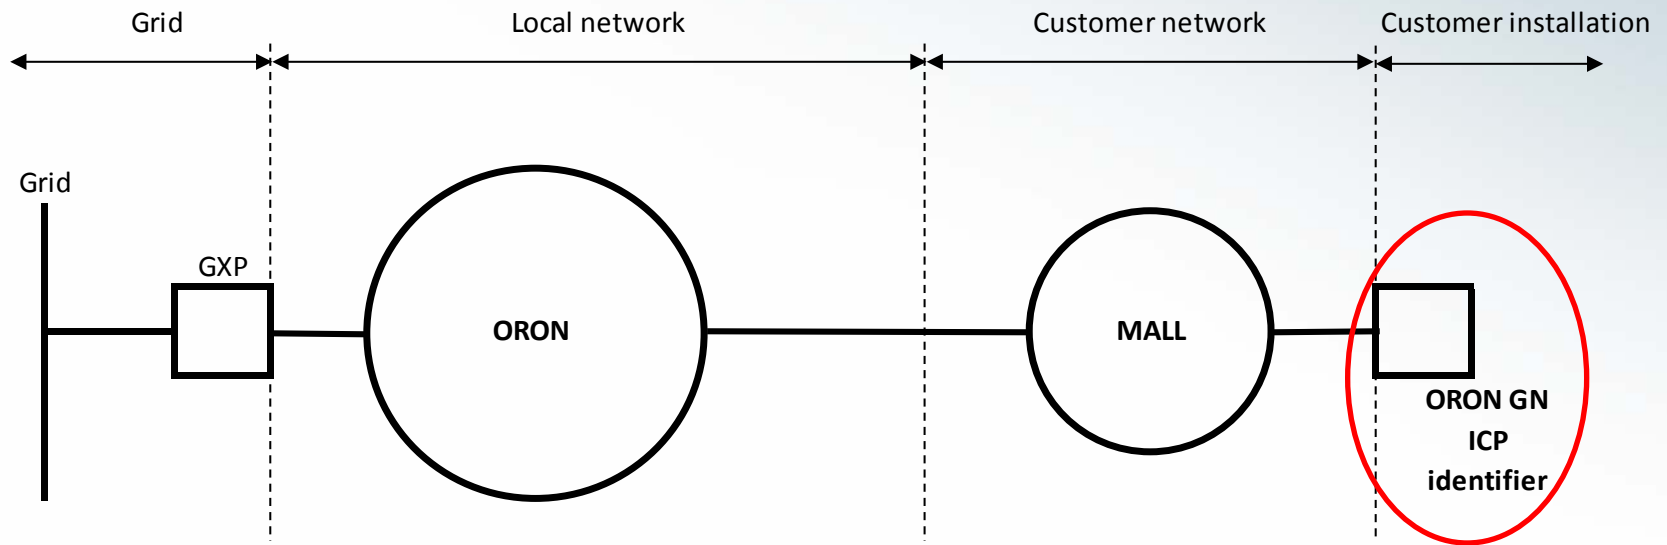 Grid
Local network
Customer network
Customer installation
Grid
GXP
ORON
MALL
ORON GN
ICP
identifier